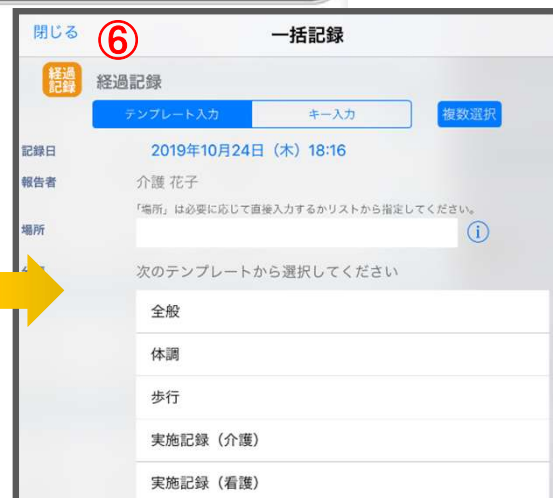 閉じる
⑥
一括記録
経過
記録
経過記録
テンプレート入力
キー入力
複数選択
記録日
2019年10月24日（木）18:16
報告者
介護 花子
「場所」は必要に応じて直接入力するかリストから指定してください。
場所
i
次のテンプレートから選択してください
全般
体調
歩行
実施記録（介護）
実施記録（看護）